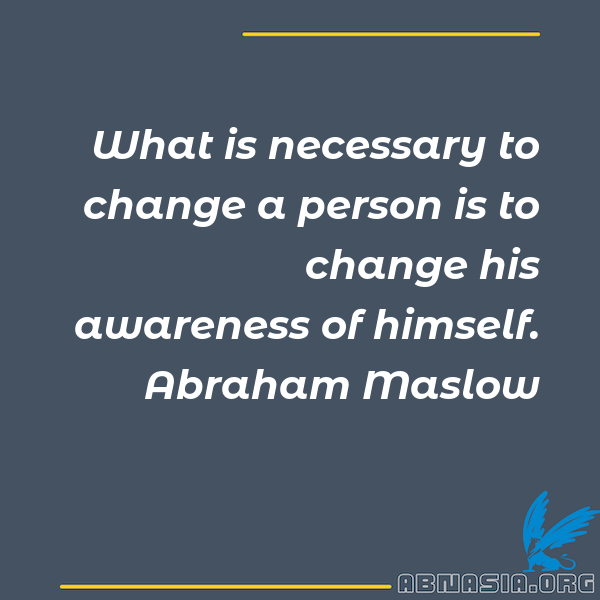 What is necessary to
change a person is to
change his
awareness of himself.
Abraham Maslow
ABNASIA.ORG